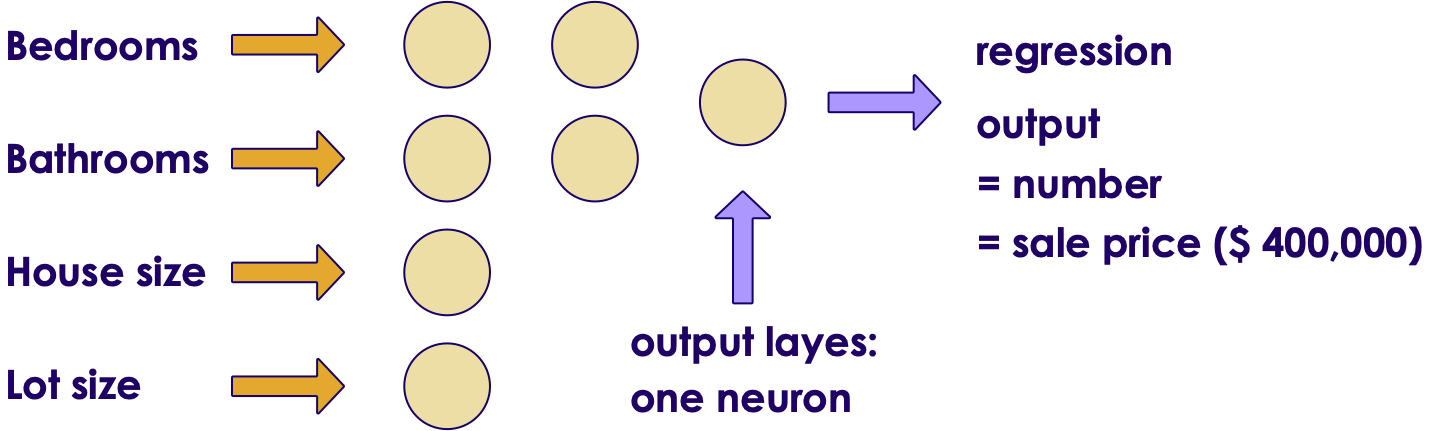 Bedrooms
Bathrooms
House size
Lot size
output layes:
one neuron
regression
output
= number
= sale price ($ 400,000)